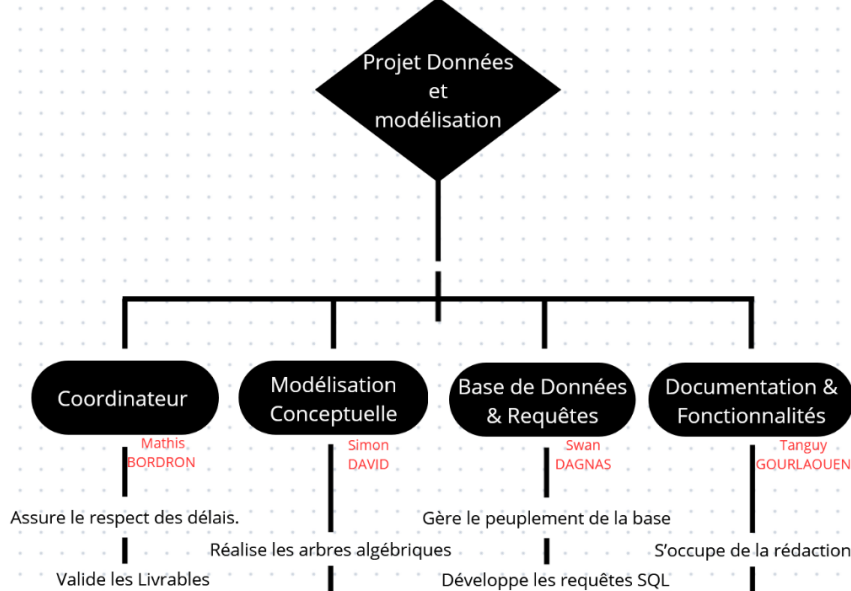 Projet Données
et
modélisation
Coordinateur
Mathis
BORDRON
Modélisation
Conceptuelle
Simon
DAVID
Base de Données
& Requêtes
Swan
DAGNAS
Documentation &
Fonctionnalités
Tanguy
GOURLAOUEN
Assure le respect des délais.
Gère le peuplement de la base
Réalise les arbres algébriques
S’occupe de la rédaction
Valide les Livrables
Développe les requêtes SQL